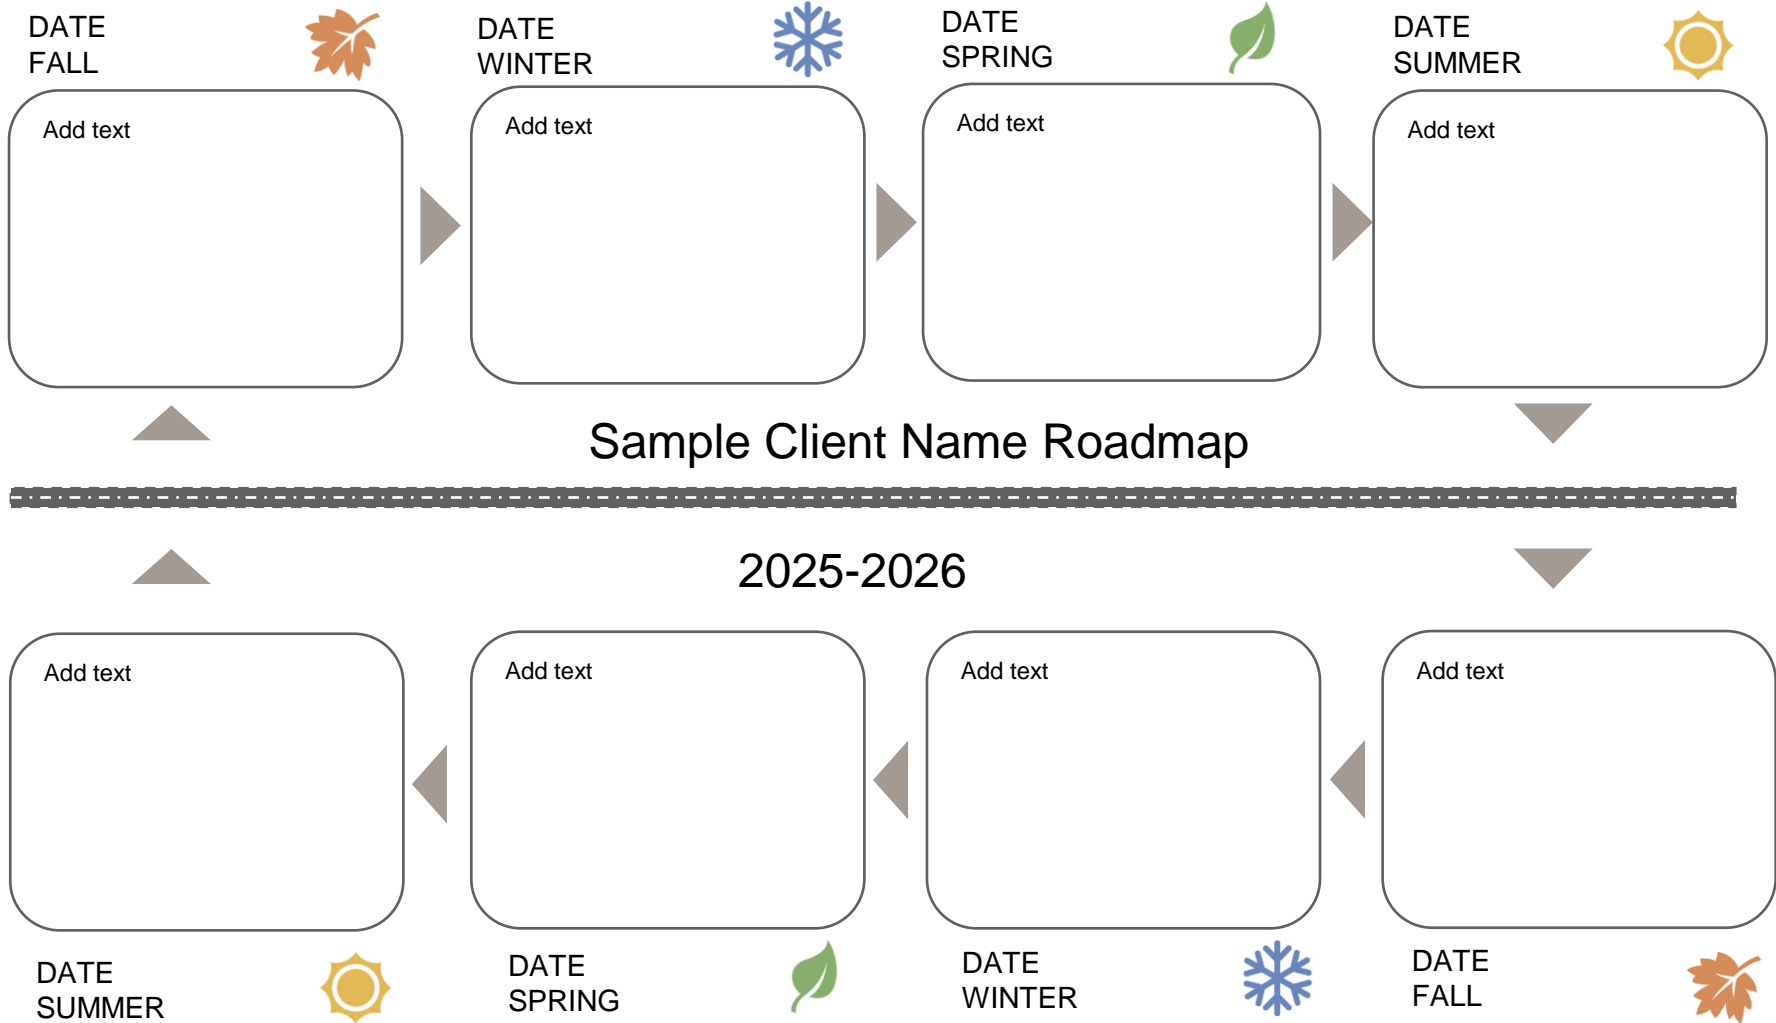 DATE
FALL
DATE
WINTER
DATE
SPRING
DATE
SUMMER
Add text
Add text
Add text
Add text
Sample Client Name Roadmap
2025-2026
Add text
Add text
Add text
Add text
DATE
SUMMER
DATE
SPRING
DATE
WINTER
DATE
FALL